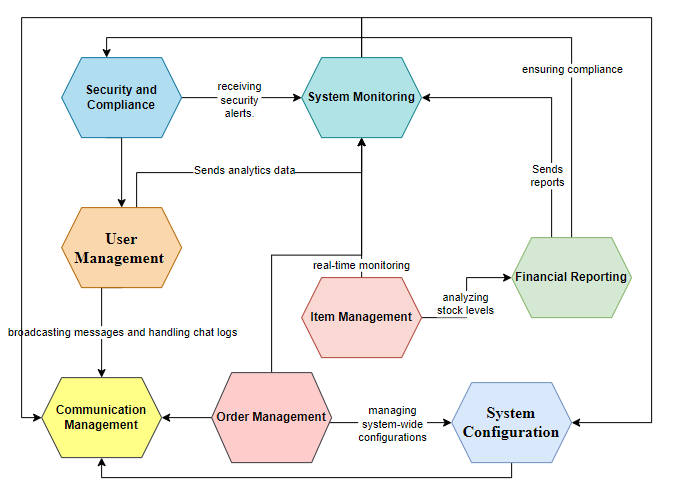 ensuring compliance
Security and
Compliance
receiving
security
alerts.
System Monitoring
Sends analytics data
Sends
reports
User
Management
real-time monitoring
Financial Reporting
analyzing
stock levels
Item Management
broadcasting messages and handling chat logs
Communication
Management
Order Management
managing
system-wide
configurations
System
Configuration